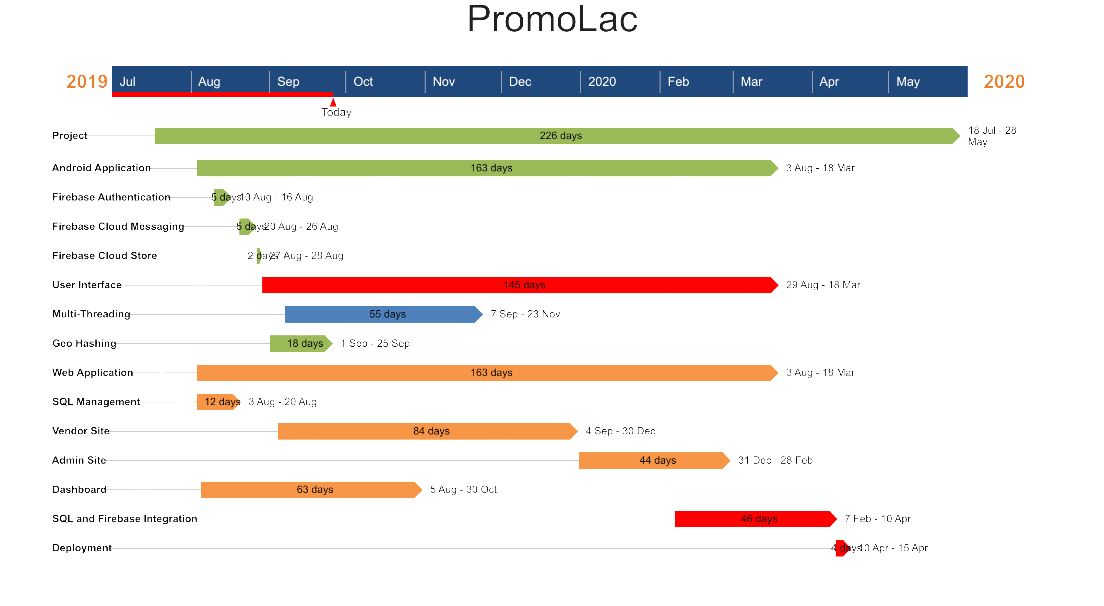 PromoLac
2019 Jul Aug Sep Oct Nov Dec 2020 Feb Mar Apr May 2020
Today
Project 226 days 18 Jul - 28
May
Android Application 163 days 3 Aug - 18 Mar
Firebase Authentication 5 days 10 Aug - 16 Aug
Firebase Cloud Messaging 5 days 20 Aug - 26 Aug
Firebase Cloud Store 2 days 27 Aug - 28 Aug
User Interface 145 days 29 Aug - 18 Mar
Multi-Threading 55 days 7 Sep - 23 Nov
Geo Hashing 18 days 1 Sep - 25 Sep
Web Application 163 days 3 Aug - 18 Mar
SQL Management 12 days 3 Aug - 20 Aug
Vendor Site 84 days 4 Sep - 30 Dec
Admin Site 44 days 31 Dec - 28 Feb
Dashboard 63 days 5 Aug - 30 Oct
SQL and Firebase Integration 46 days 7 Feb - 10 Apr
Deployment 4 days 10 Apr - 15 Apr